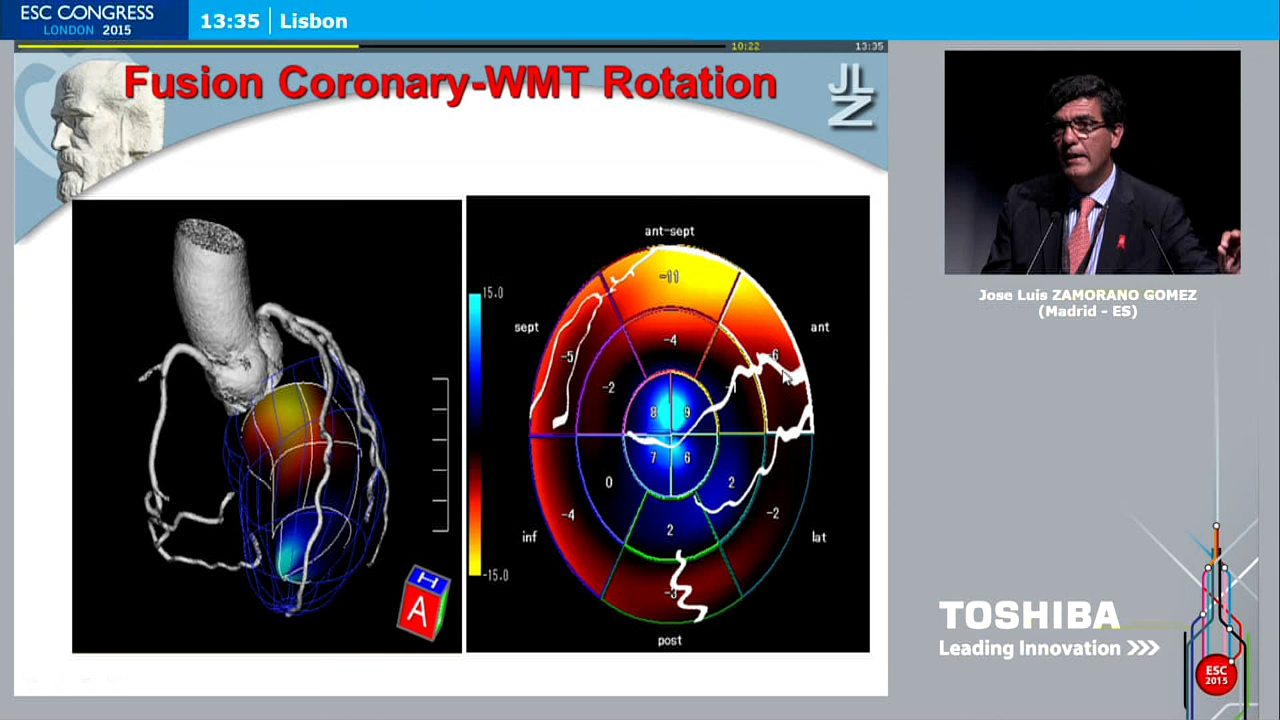 ESC CONGRESS
LONDON 2015
13:35 | Lisbon
10:22
13:35
Fusion Coronary-WMT Rotation
JL
Z
15.0
-15.0
ant-sept
-11
sept
ant
-5
-4
-6
-2
-1
8
9
7
6
0
2
-4
2
-2
inf
lat
-3
post
H
A
Jose Luis ZAMORANO GOMEZ
(Madrid - ES)
TOSHIBA
Leading Innovation >>>
ESC
2015